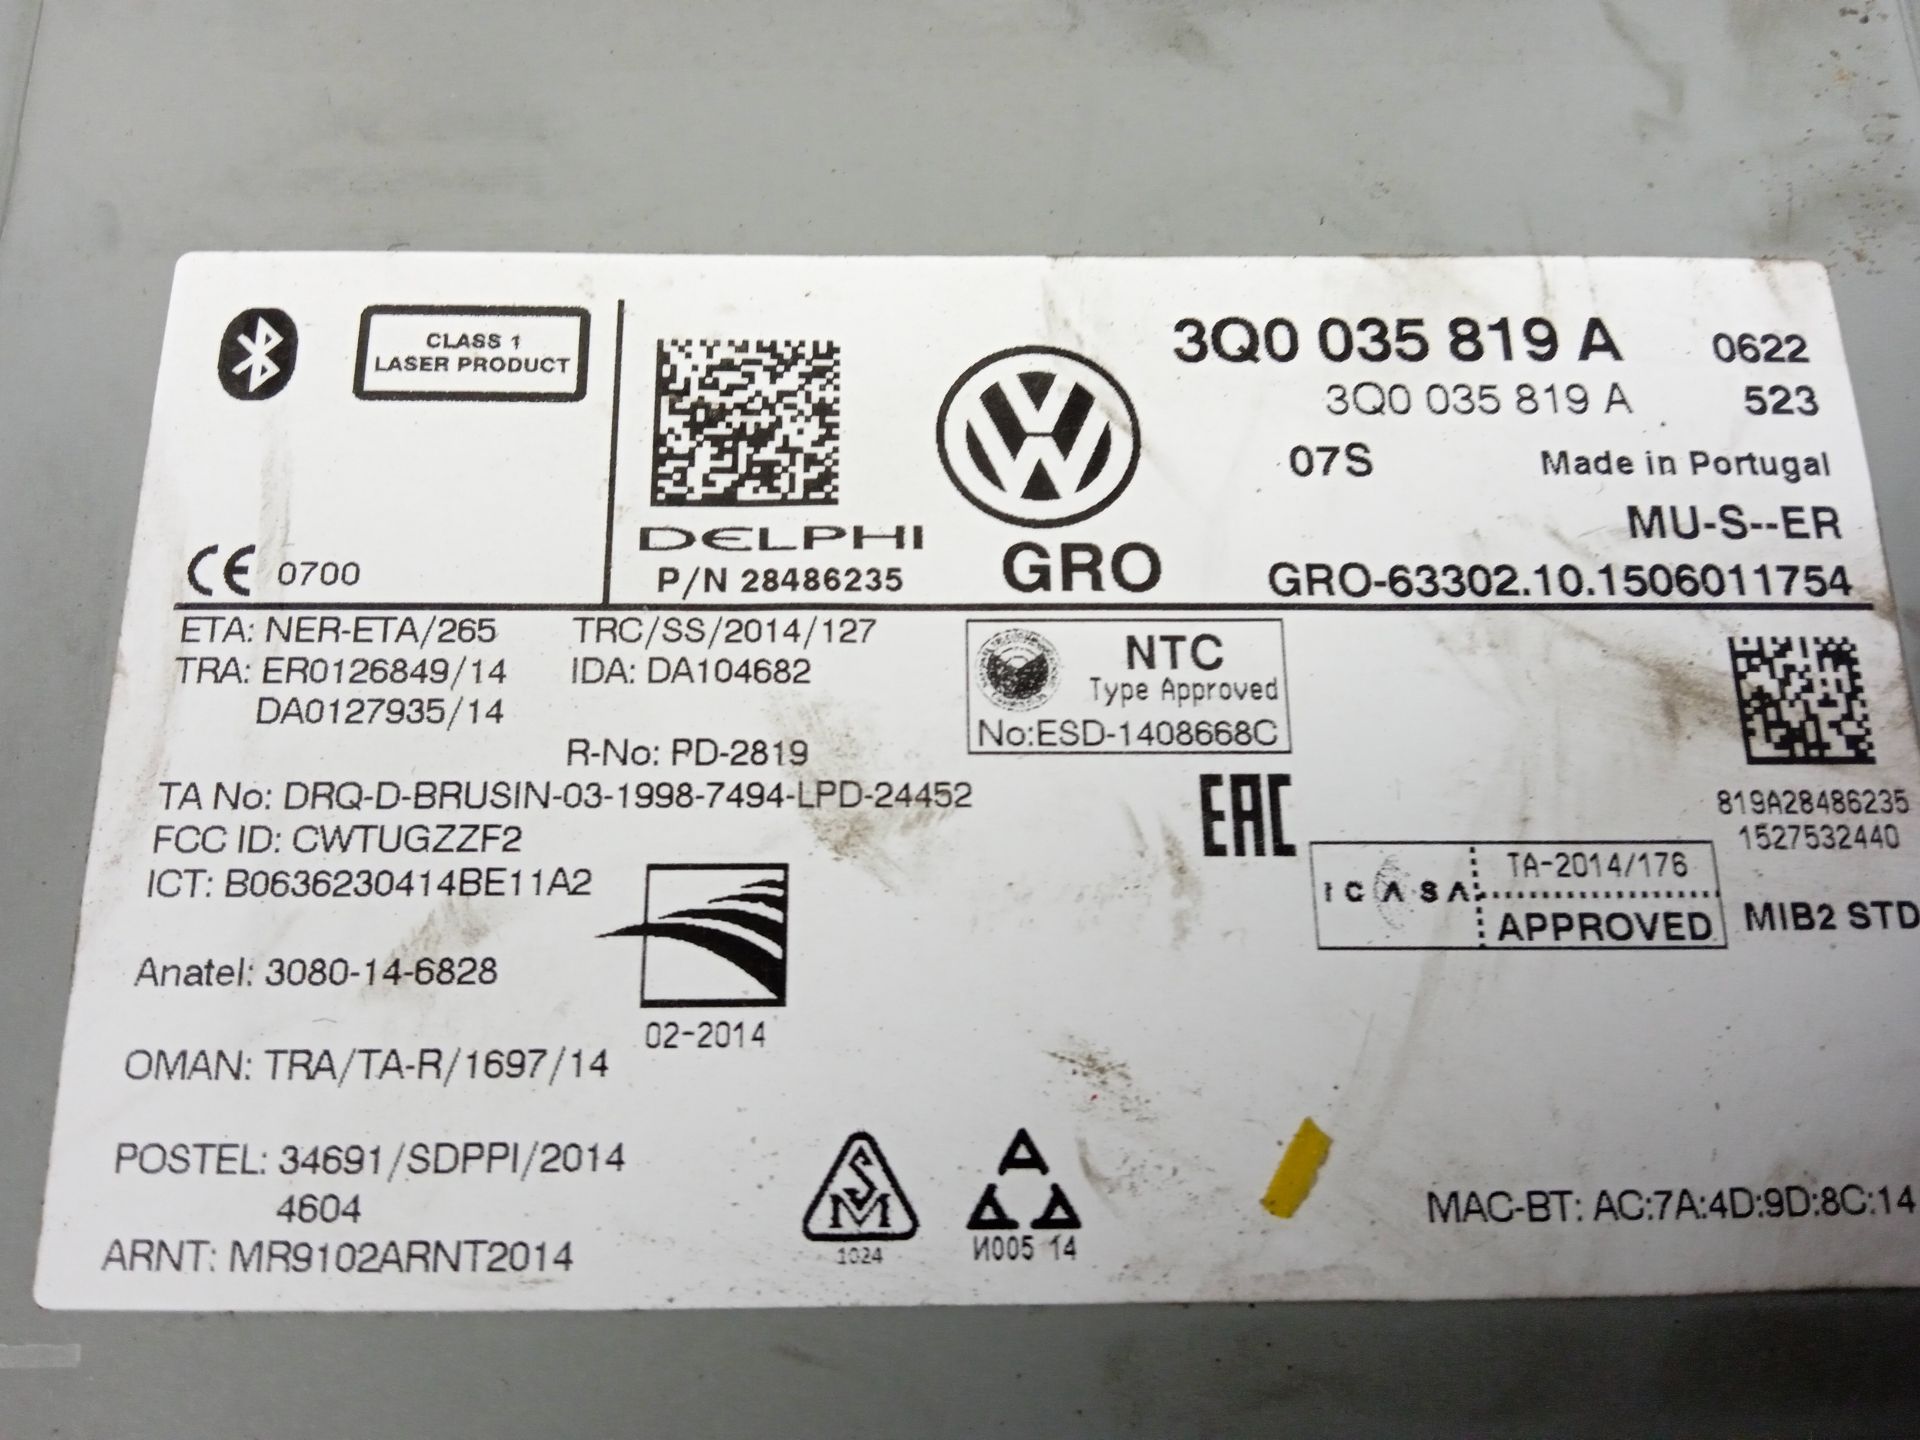 CLASS 1
LASER PRODUCT
CE 0700
DELPHI
P/N 28486235
GRO
3Q0 035 819 A 0622
3Q0 035 819 A 523
07S Made in Portugal
MU-S--ER
GRO-63302.10.1506011754
ETA: NER-ETA/265 TRC/SS/2014/127
TRA: ER0126849/14 IDA: DA104682
DA0127935/14
R-No: PD-2819
TA No: DRQ-D-BRUSIN-03-1998-7494-LPD-24452
FCC ID: CWTUGZZF2
ICT: B0636230414BE11A2
Anatel: 3080-14-6828
02-2014
OMAN: TRA/TA-R/1697/14
POSTEL: 34691/SDPPI/2014
4604
ARNT: MR9102ARNT2014
NTC
Type Approved
No:ESD-1408668C
EAC
819A28486235
1527532440
ICASA TA-2014/176
APPROVED
MIB2 STD
SM
1024
A
И005 14
MAC-BT: AC:7A:4D:9D:8C:14